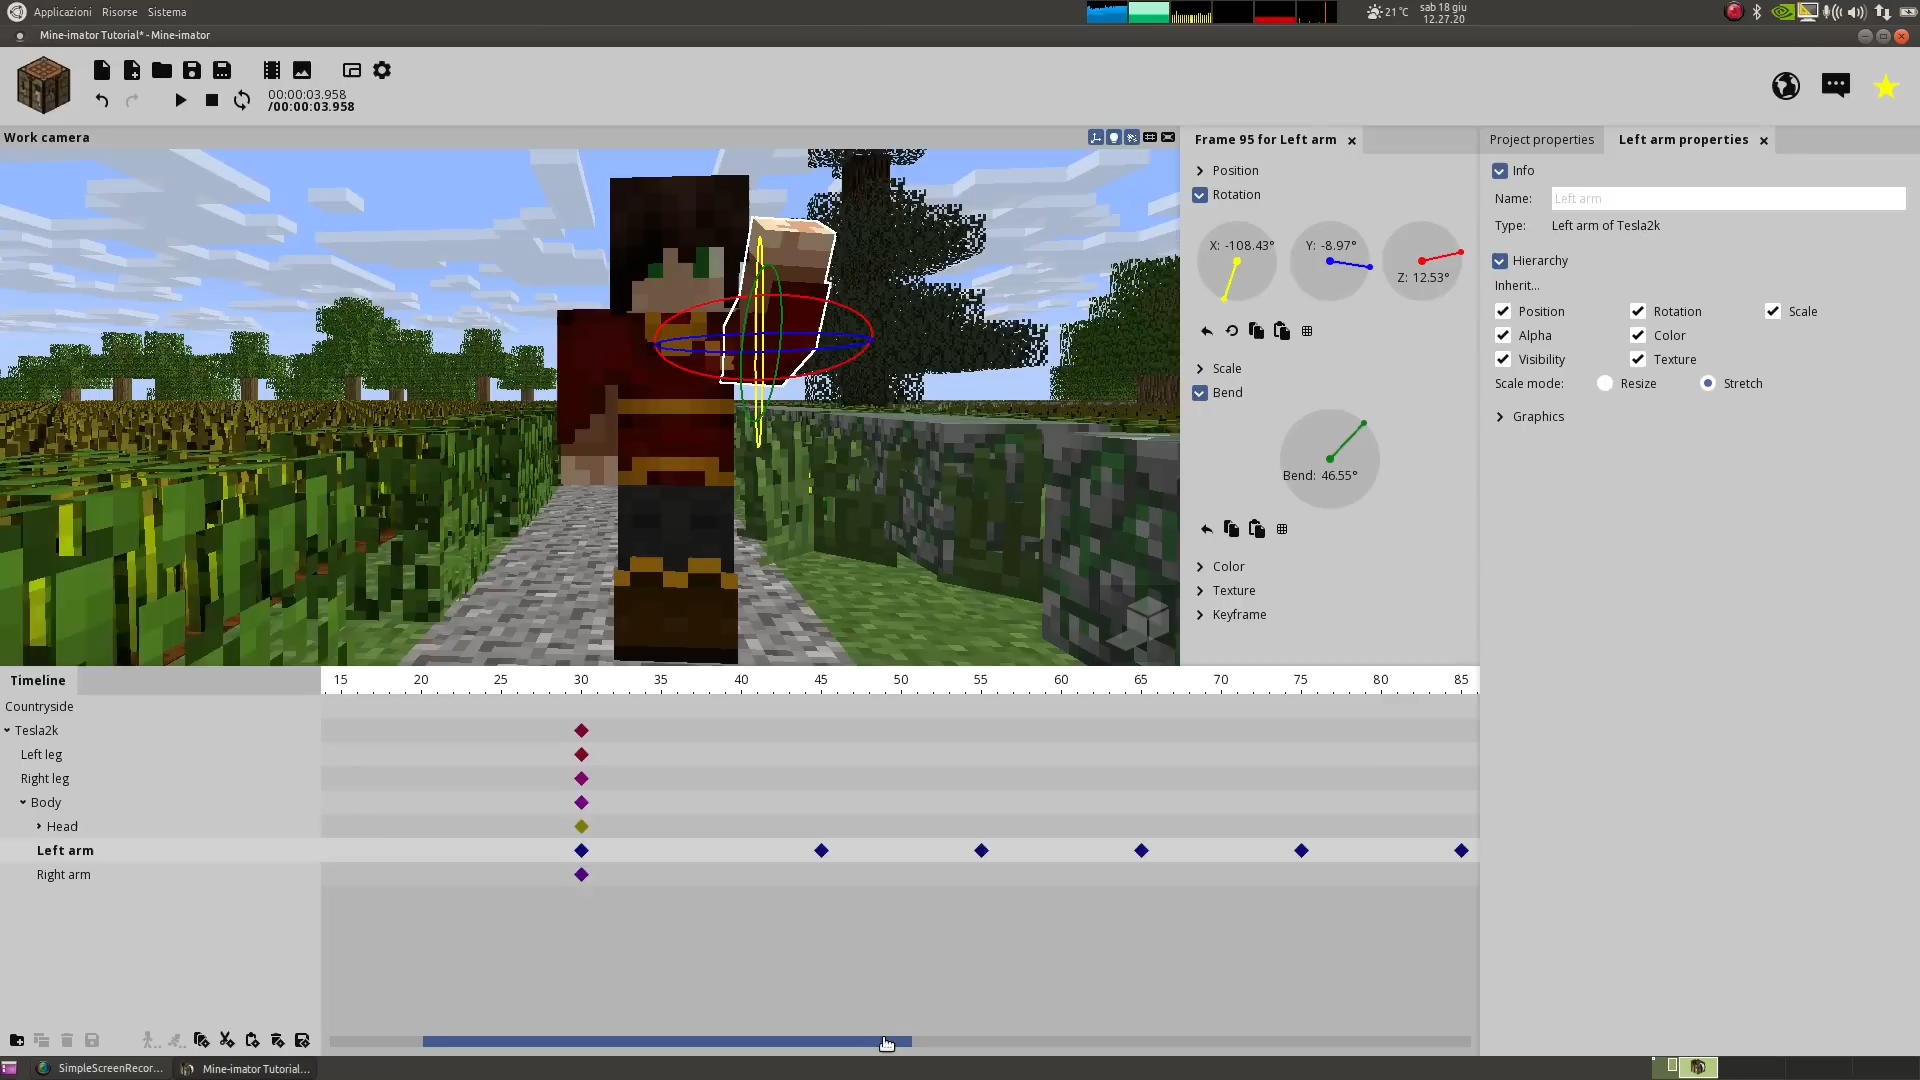 Applicazioni Risorse Sistema
21 °C
sab 18 giu
12.27.20
Mine-imator Tutorial* - Mine-imator
00:00:03.958
/00:00:03.958
Work camera
Frame 95 for Left arm
Position
Rotation
X: -108.43°
Y: -8.97°
Z: 12.53°
Scale
Bend
Bend: 46.55°
Color
Texture
Keyframe
Project properties
Left arm properties
Info
Name: Left arm
Type: Left arm of Tesla2k
Hierarchy
Inherit...
Position Rotation Scale
Alpha Color
Visibility Texture
Scale mode: Resize Stretch
Graphics
Timeline
15 20 25 30 35 40 45 50 55 60 65 70 75 80 85
Countryside
Tesla2k
Left leg
Right leg
Body
Head
Left arm
Right arm
SimpleScreenRecor...
Mine-imator Tutorial...